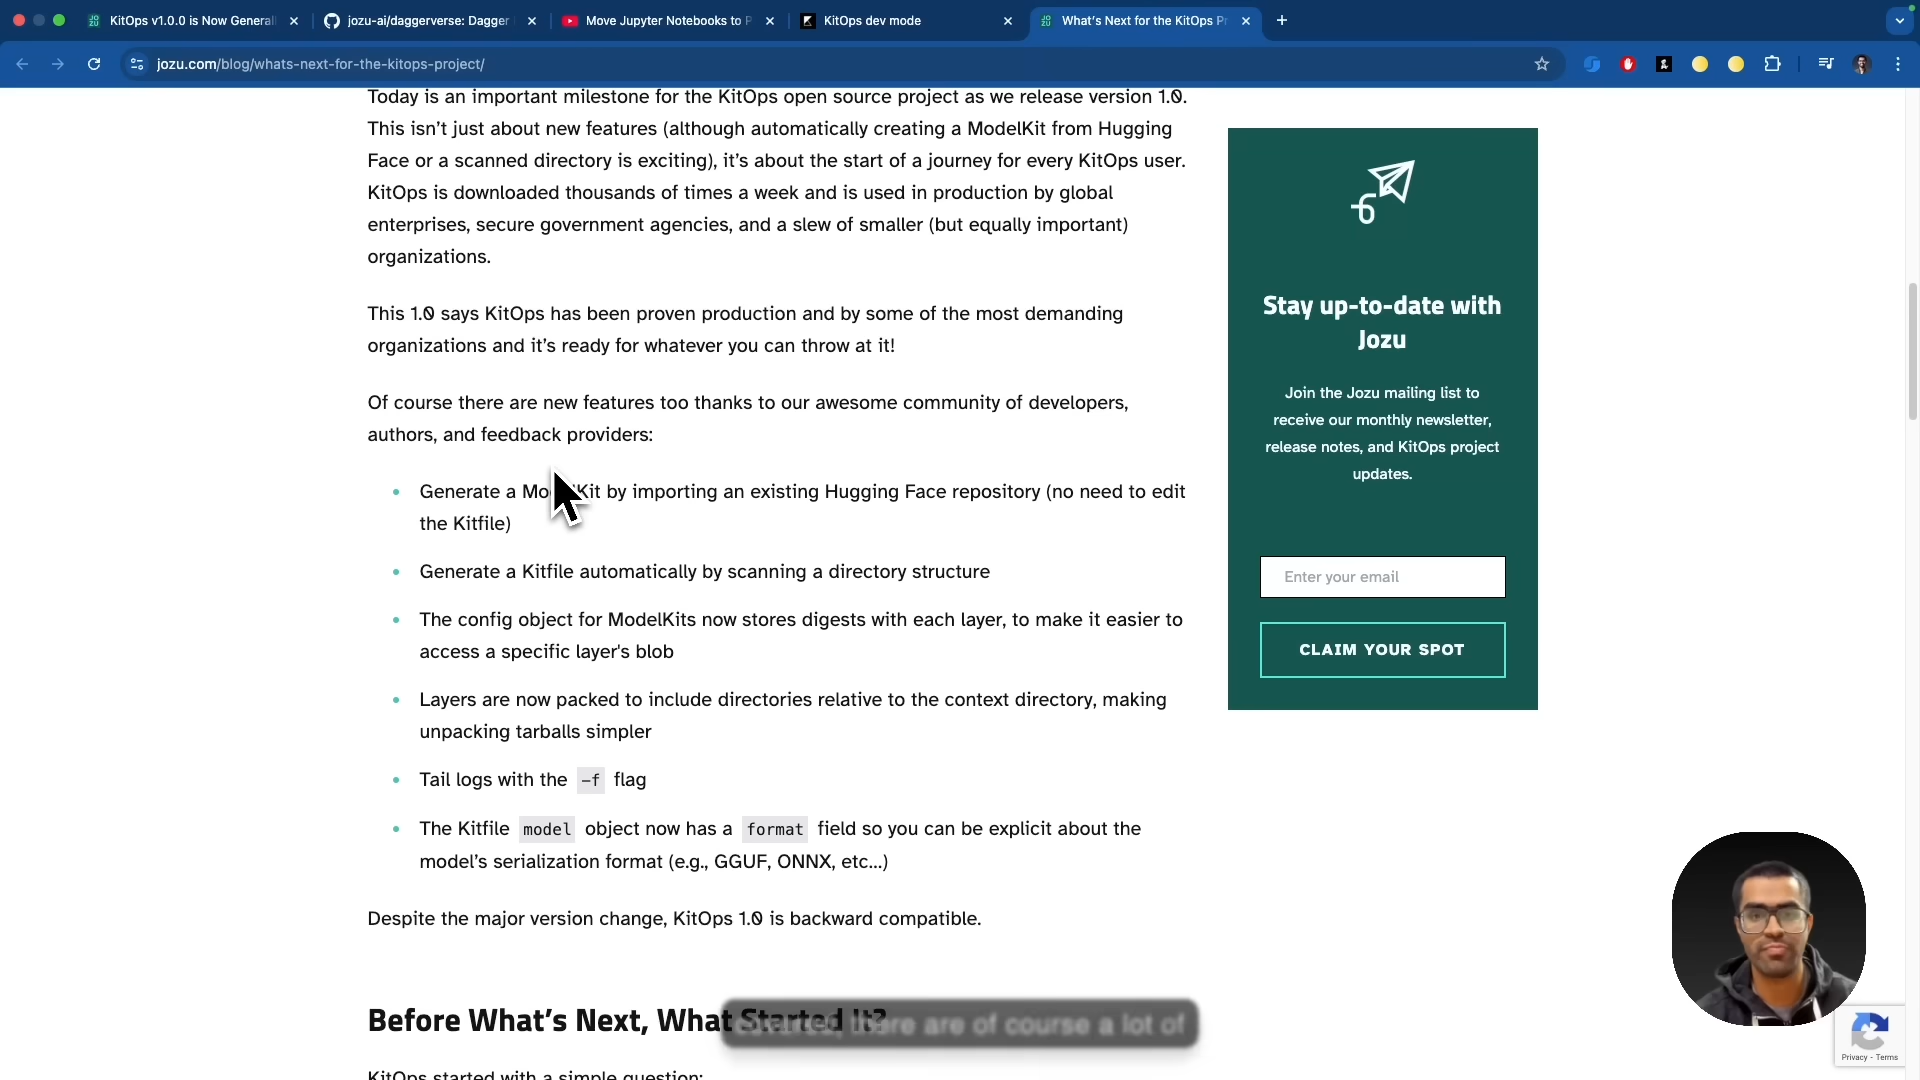 KitOps v1.0.0 is Now General
jozu-ai/daggerverse: Dagger
Move Jupyter Notebooks to P
KitOps dev mode
What's Next for the KitOps Pr
jozu.com/blog/whats-next-for-the-kitops-project/
Today is an important milestone for the KitOps open source project as we release version 1.0.
This isn't just about new features (although automatically creating a ModelKit from Hugging
Face or a scanned directory is exciting), it's about the start of a journey for every KitOps user.
KitOps is downloaded thousands of times a week and is used in production by global
enterprises, secure government agencies, and a slew of smaller (but equally important)
organizations.
This 1.0 says KitOps has been proven production and by some of the most demanding
organizations and it's ready for whatever you can throw at it!
Of course there are new features too thanks to our awesome community of developers,
authors, and feedback providers:
Generate a ModelKit by importing an existing Hugging Face repository (no need to edit
the Kitfile)
Generate a Kitfile automatically by scanning a directory structure
The config object for ModelKits now stores digests with each layer, to make it easier to
access a specific layer's blob
Layers are now packed to include directories relative to the context directory, making
unpacking tarballs simpler
Tail logs with the -f flag
The Kitfile model object now has a format field so you can be explicit about the
model's serialization format (e.g., GGUF, ONNX, etc...)
Despite the major version change, KitOps 1.0 is backward compatible.
Before What's Next, What Started It?
there are of course a lot of
KitOps started with a simple question:
Stay up-to-date with
Jozu
Join the Jozu mailing list to
receive our monthly newsletter,
release notes, and KitOps project
updates.
Enter your email
CLAIM YOUR SPOT
Privacy - Terms